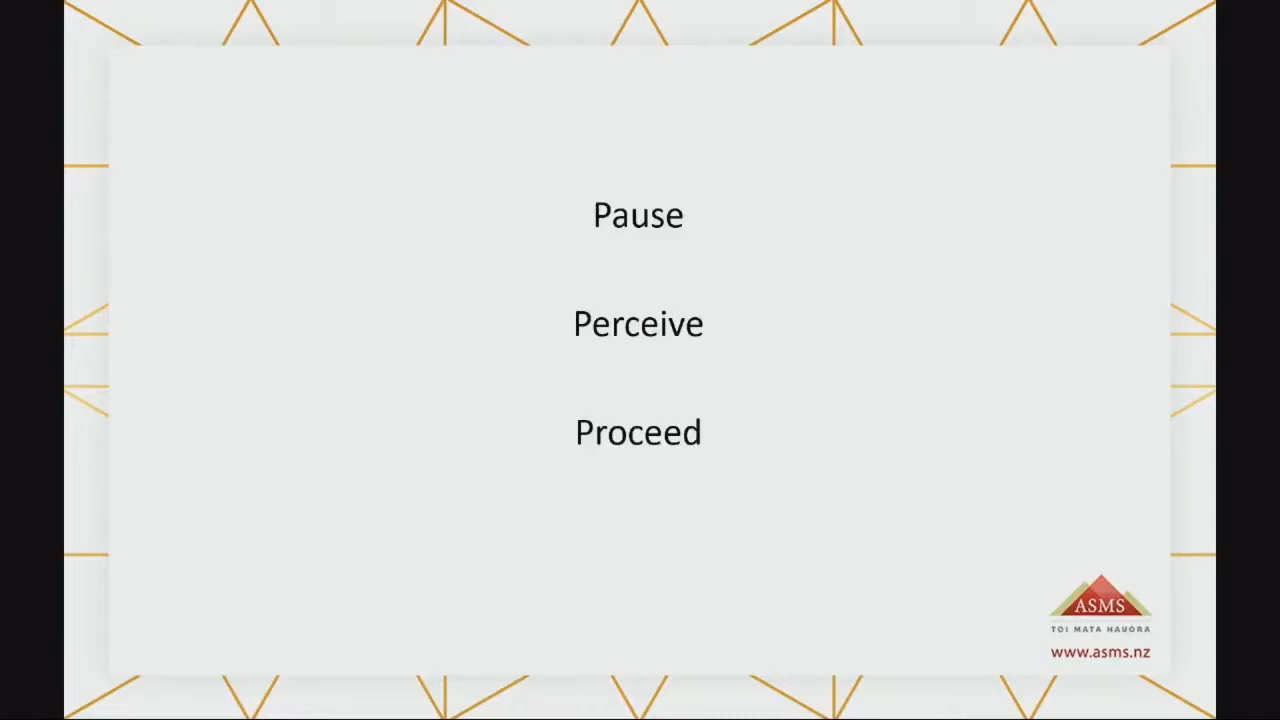 Pause
Perceive
Proceed
ASMS
TOI MATA HAUORA
www.asms.nz